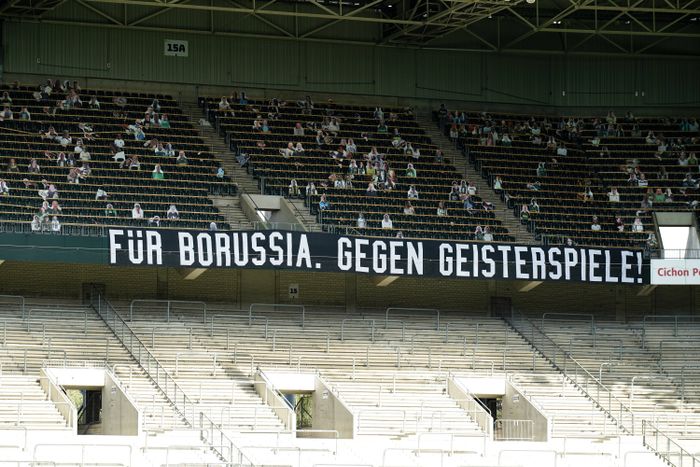 15A
FÜR BORUSSIA. GEGEN GEISTERSPIELE!
Cichon
15